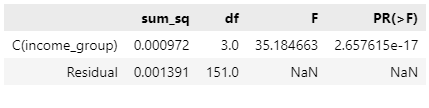 sum_sq df F PR(>F)
C(income_group) 0.000972 3.0 35.184663 2.657615e-17
Residual 0.001391 151.0 NaN NaN